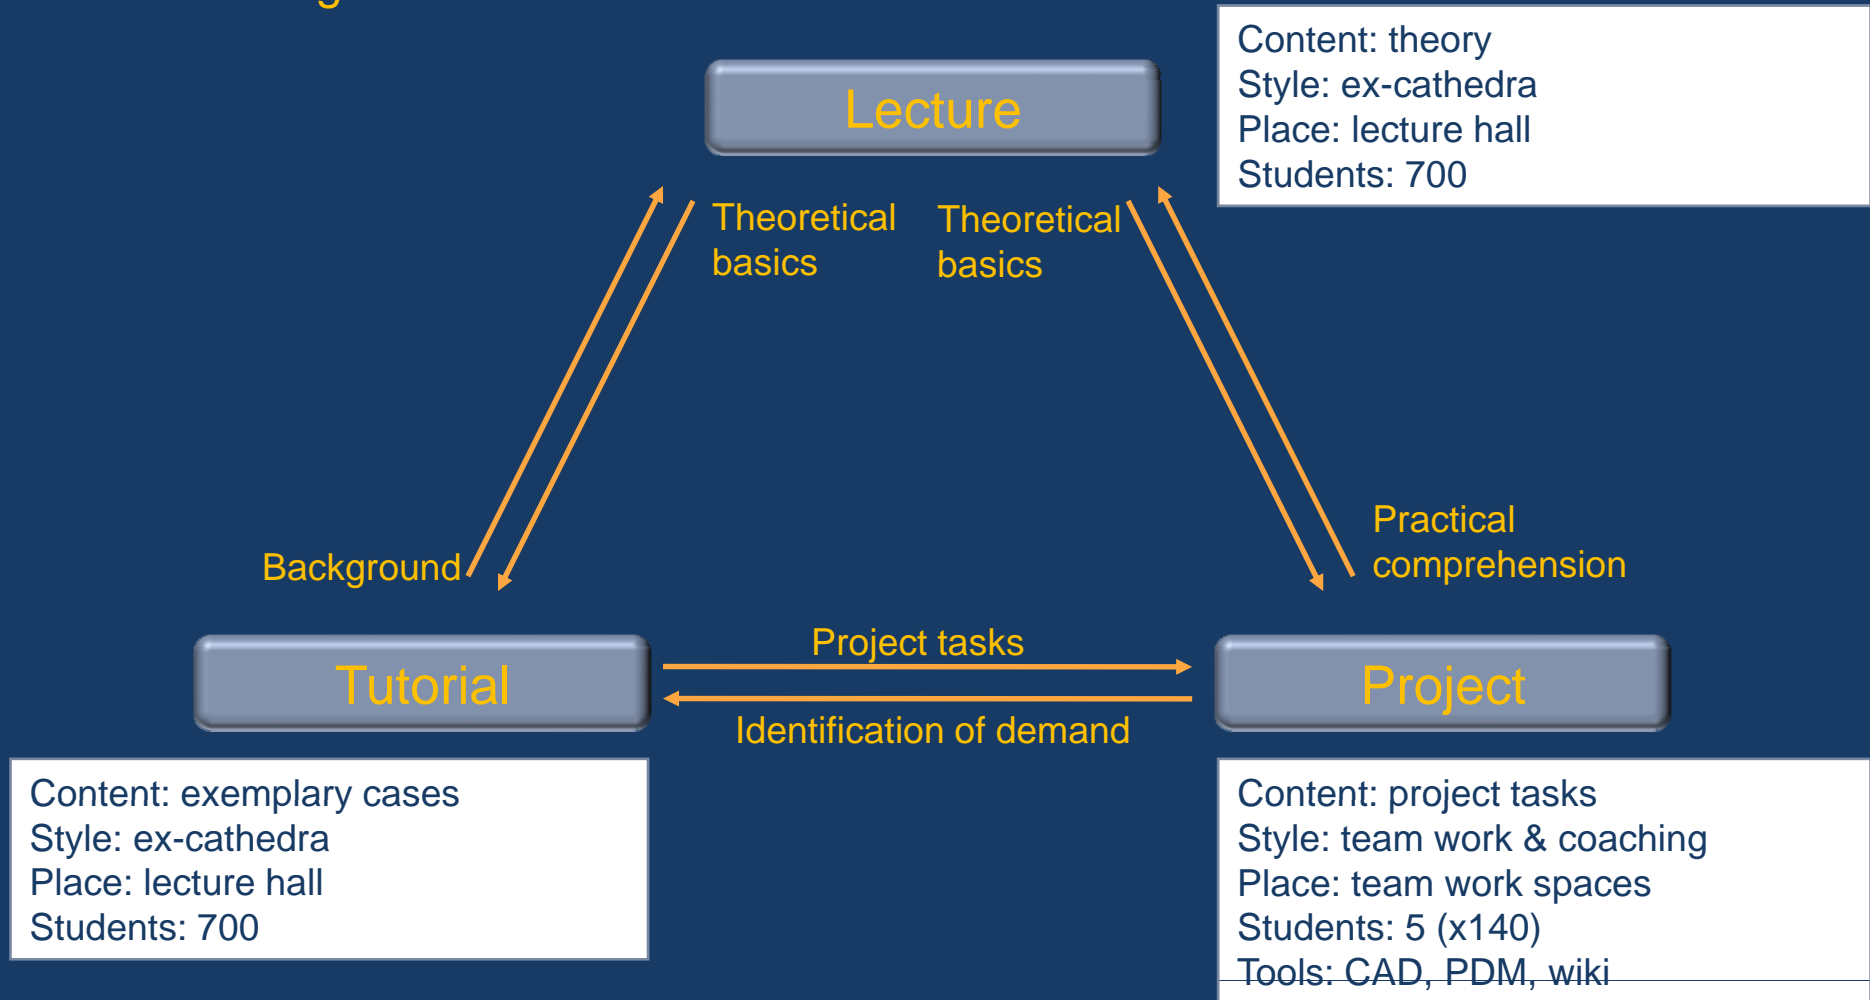 Lecture
Content: theory
Style: ex-cathedra
Place: lecture hall
Students: 700
Theoretical
basics
Theoretical
basics
Background
Practical
comprehension
Project tasks
Identification of demand
Tutorial
Content: exemplary cases
Style: ex-cathedra
Place: lecture hall
Students: 700
Project
Content: project tasks
Style: team work & coaching
Place: team work spaces
Students: 5 (x140)
Tools: CAD, PDM, wiki